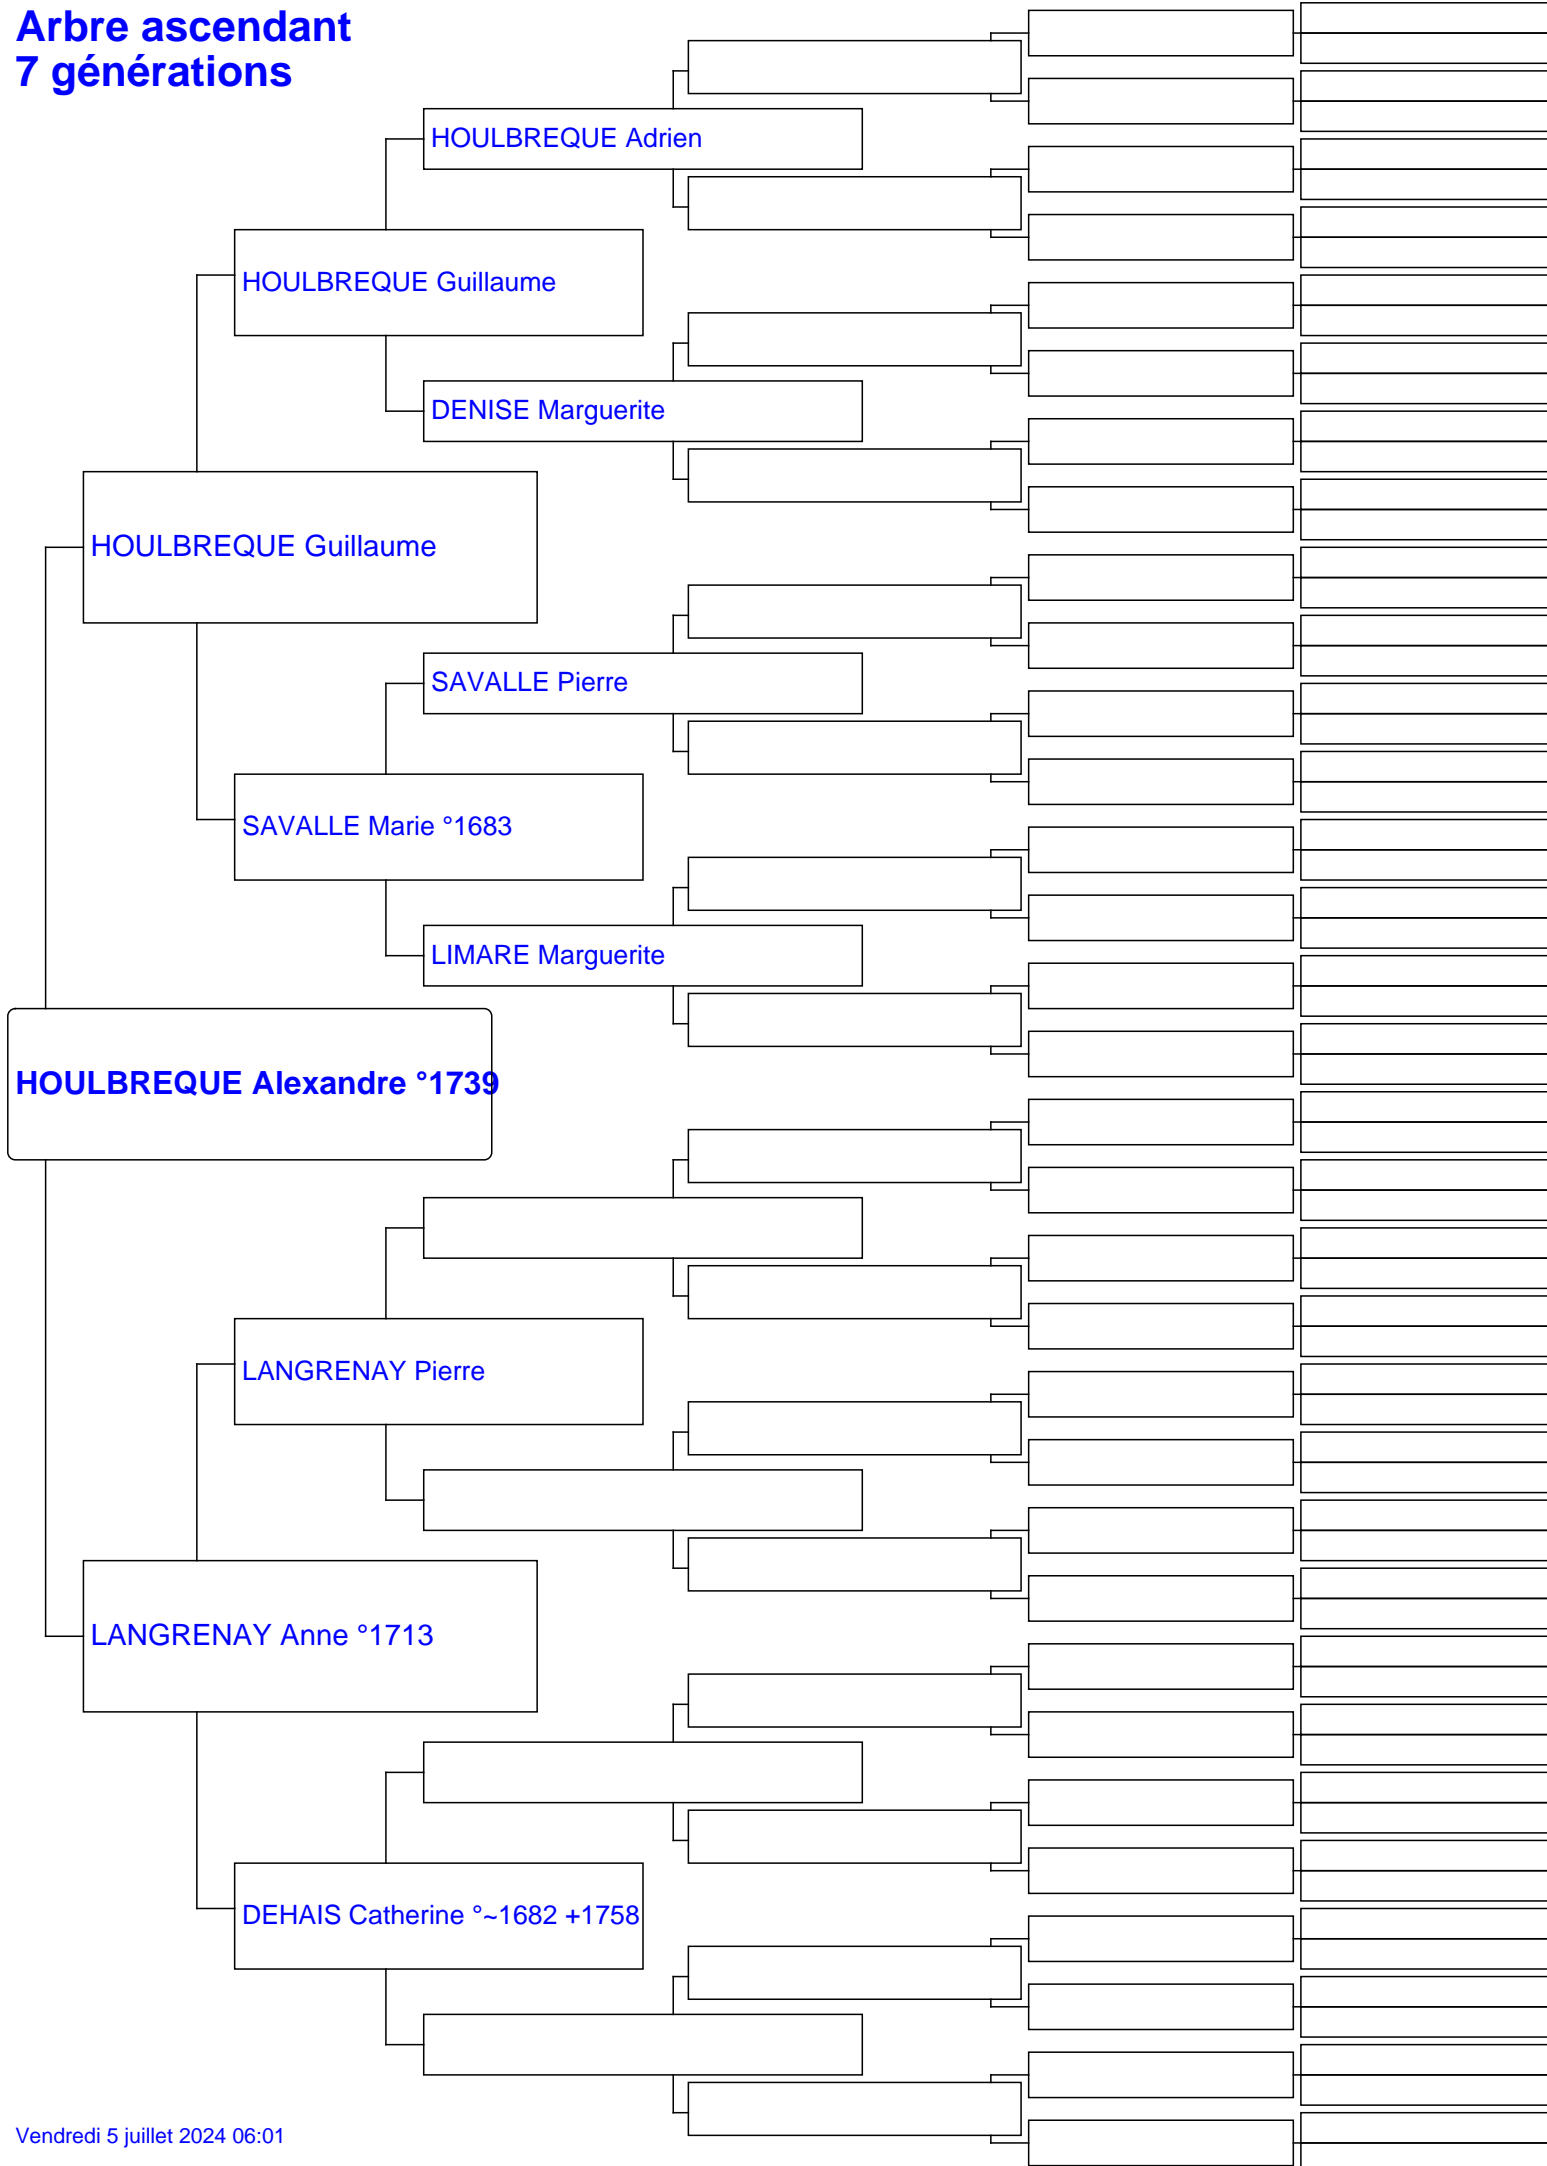 Arbre ascendant
7 générations
HOULBREQUE Adrien
HOULBREQUE Guillaume
DENISE Marguerite
HOULBREQUE Guillaume
SAVALLE Pierre
SAVALLE Marie °1683
LIMARE Marguerite
HOULBREQUE Alexandre °1739
LANGRENAY Pierre
LANGRENAY Anne °1713
DEHAIS Catherine °~1682 +1758
Vendredi 5 juillet 2024 06:01